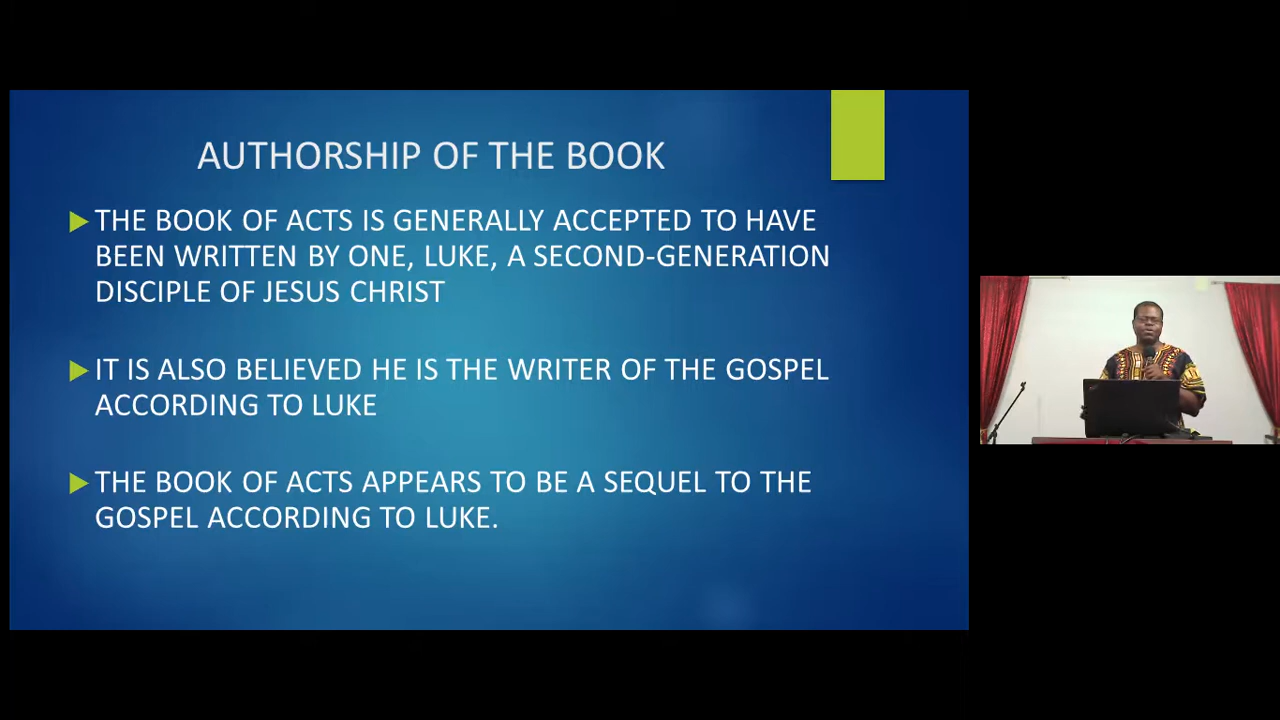 AUTHORSHIP OF THE BOOK
THE BOOK OF ACTS IS GENERALLY ACCEPTED TO HAVE
BEEN WRITTEN BY ONE, LUKE, A SECOND-GENERATION
DISCIPLE OF JESUS CHRIST
IT IS ALSO BELIEVED HE IS THE WRITER OF THE GOSPEL
ACCORDING TO LUKE
THE BOOK OF ACTS APPEARS TO BE A SEQUEL TO THE
GOSPEL ACCORDING TO LUKE.